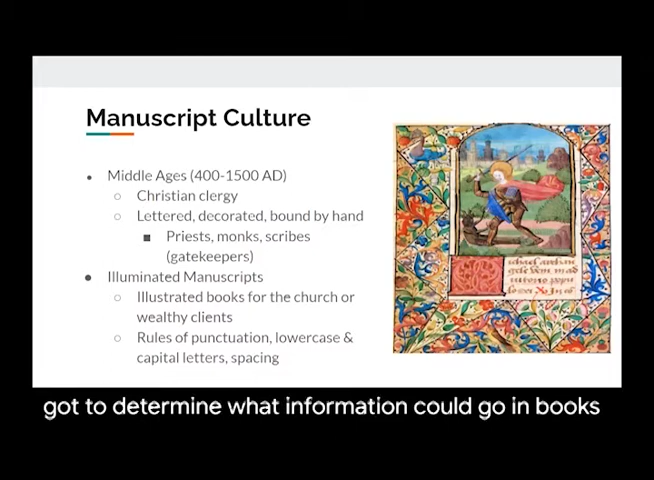 Manuscript Culture
● Middle Ages (400-1500 AD)
○ Christian clergy
○ Lettered, decorated, bound by hand
■ Priests, monks, scribes
(gatekeepers)
● Illuminated Manuscripts
○ Illustrated books for the church or
wealthy clients
○ Rules of punctuation, lowercase &
capital letters, spacing
got to determine what information could go in books